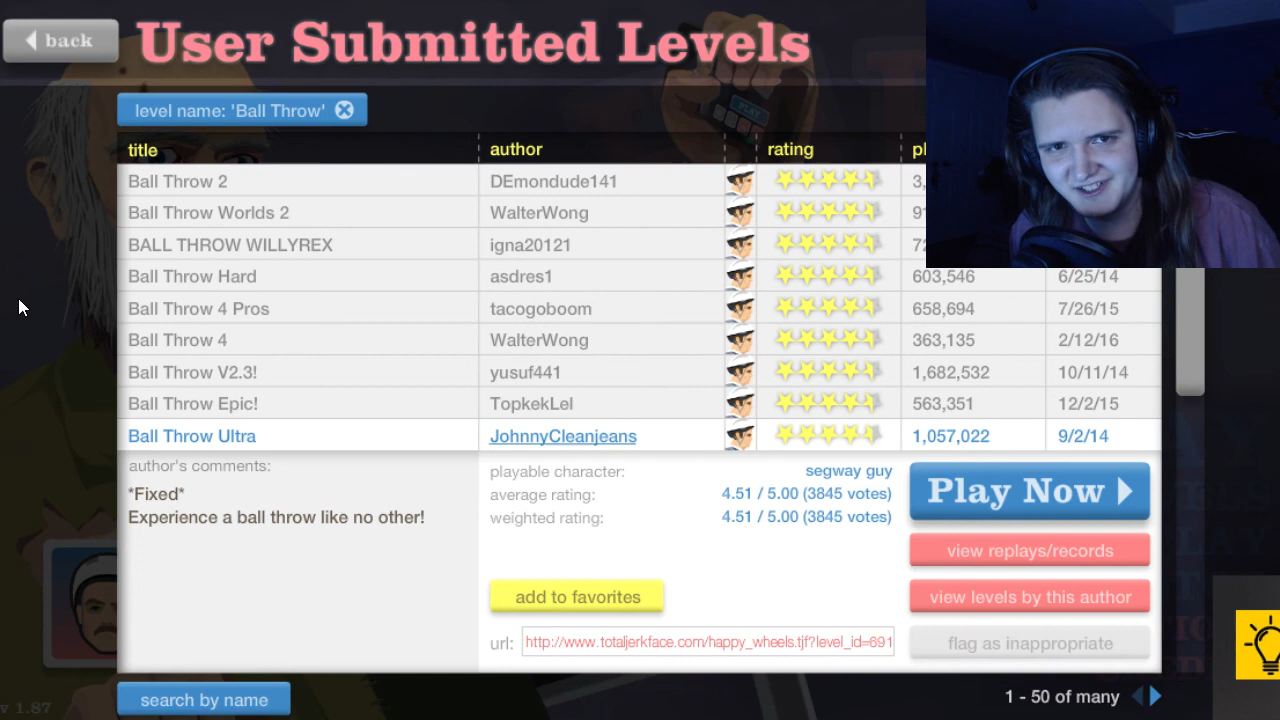 back
User Submitted Levels
level name: 'Ball Throw'
title author rating pl
Ball Throw 2 DEmondude141 3,
Ball Throw Worlds 2 WalterWong 91
BALL THROW WILLYREX igna20121 72
Ball Throw Hard asdres1 603,546 6/25/14
Ball Throw 4 Pros tacogoboom 658,694 7/26/15
Ball Throw 4 WalterWong 363,135 2/12/16
Ball Throw V2.3! yusuf441 1,682,532 10/11/14
Ball Throw Epic! TopkekLel 563,351 12/2/15
Ball Throw Ultra JohnnyCleanjeans 1,057,022 9/2/14
author's comments:
*Fixed*
Experience a ball throw like no other!
playable character: segway guy
average rating: 4.51 / 5.00 (3845 votes)
weighted rating: 4.51 / 5.00 (3845 votes)
Play Now
view replays/records
add to favorites
view levels by this author
url: http://www.totaljerkface.com/happy_wheels.tjf?level_id=691
flag as inappropriate
search by name
1 - 50 of many
v 1.87